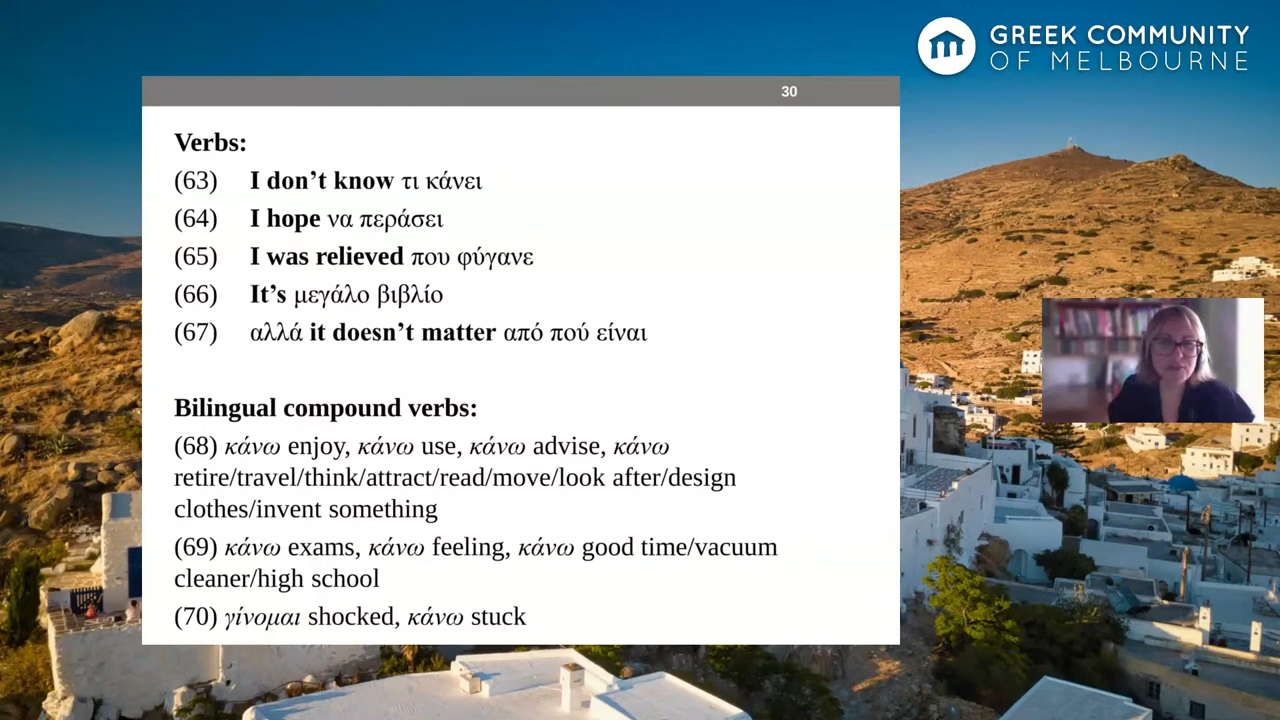 GREEK COMMUNITY
OF MELBOURNE
30
Verbs:
(63) I don’t know τι κάνει
(64) I hope να περάσει
(65) I was relieved που φύγανε
(66) It’s μεγάλο βιβλίο
(67) αλλά it doesn’t matter από πού είναι
Bilingual compound verbs:
(68) κάνω enjoy, κάνω use, κάνω advise, κάνω
retire/travel/think/attract/read/move/look after/design
clothes/invent something
(69) κάνω exams, κάνω feeling, κάνω good time/vacuum
cleaner/high school
(70) γίνομαι shocked, κάνω stuck